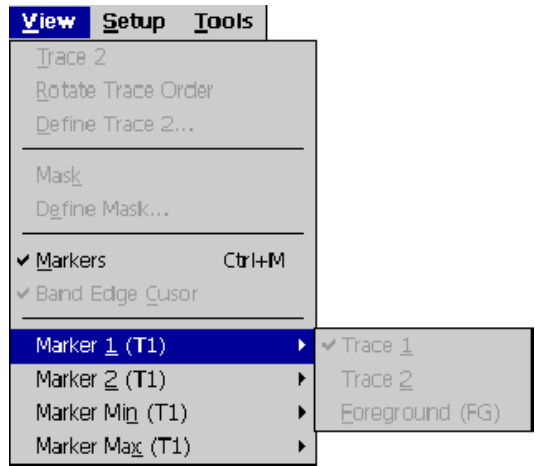 View Setup Tools
Trace 2
Rotate Trace Order
Define Trace 2...
Mask
Define Mask...
Markers Ctrl+M
Band Edge Cusor
Marker 1 (T1) Trace 1
Marker 2 (T1) Trace 2
Marker Min (T1) Foreground (FG)
Marker Max (T1)